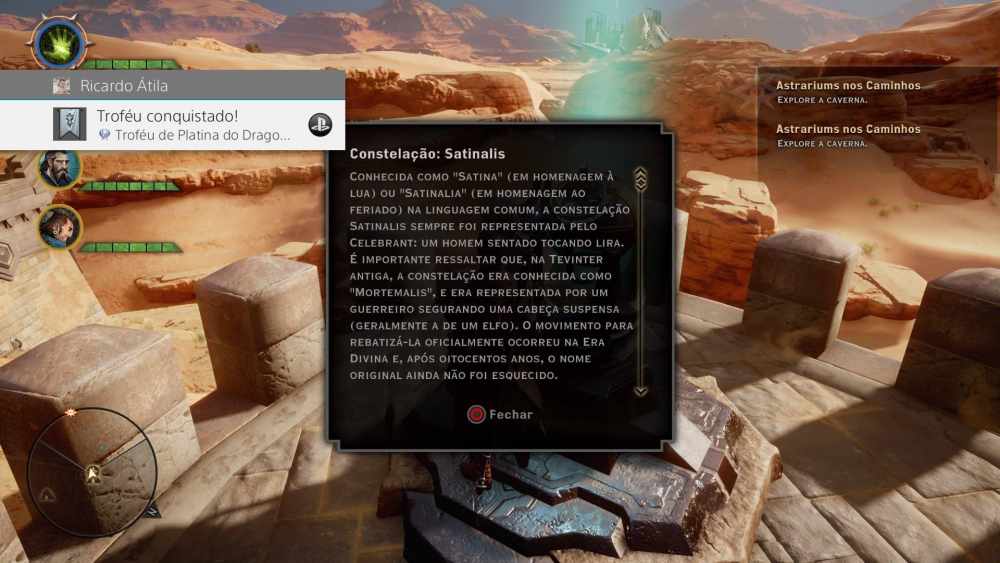 Ricardo Átila
Troféu conquistado!
Troféu de Platina do Drago...
Astrariums nos Caminhos
EXPLORE A CAVERNA.
Astrariums nos Caminhos
EXPLORE A CAVERNA.
Constelação: Satinalis
CONHECIDA COMO "SATINA" (EM HOMENAGEM À
LUA) OU "SATINALIA" (EM HOMENAGEM AO
FERIADO) NA LINGUAGEM COMUM, A CONSTELAÇÃO
SATINALIS SEMPRE FOI REPRESENTADA PELO
CELEBRANT: UM HOMEM SENTADO TOCANDO LIRA.
É IMPORTANTE RESSALTAR QUE, NA TEVINTER
ANTIGA, A CONSTELAÇÃO ERA CONHECIDA COMO
"MORTEMALIS", E ERA REPRESENTADA POR UM
GUERREIRO SEGURANDO UMA CABEÇA SUSPENSA
(GERALMENTE A DE UM ELFO). O MOVIMENTO PARA
REBATIZÁ-LA OFICIALMENTE OCORREU NA ERA
DIVINA E, APÓS OITOCENTOS ANOS, O NOME
ORIGINAL AINDA NÃO FOI ESQUECIDO.
Fechar
N